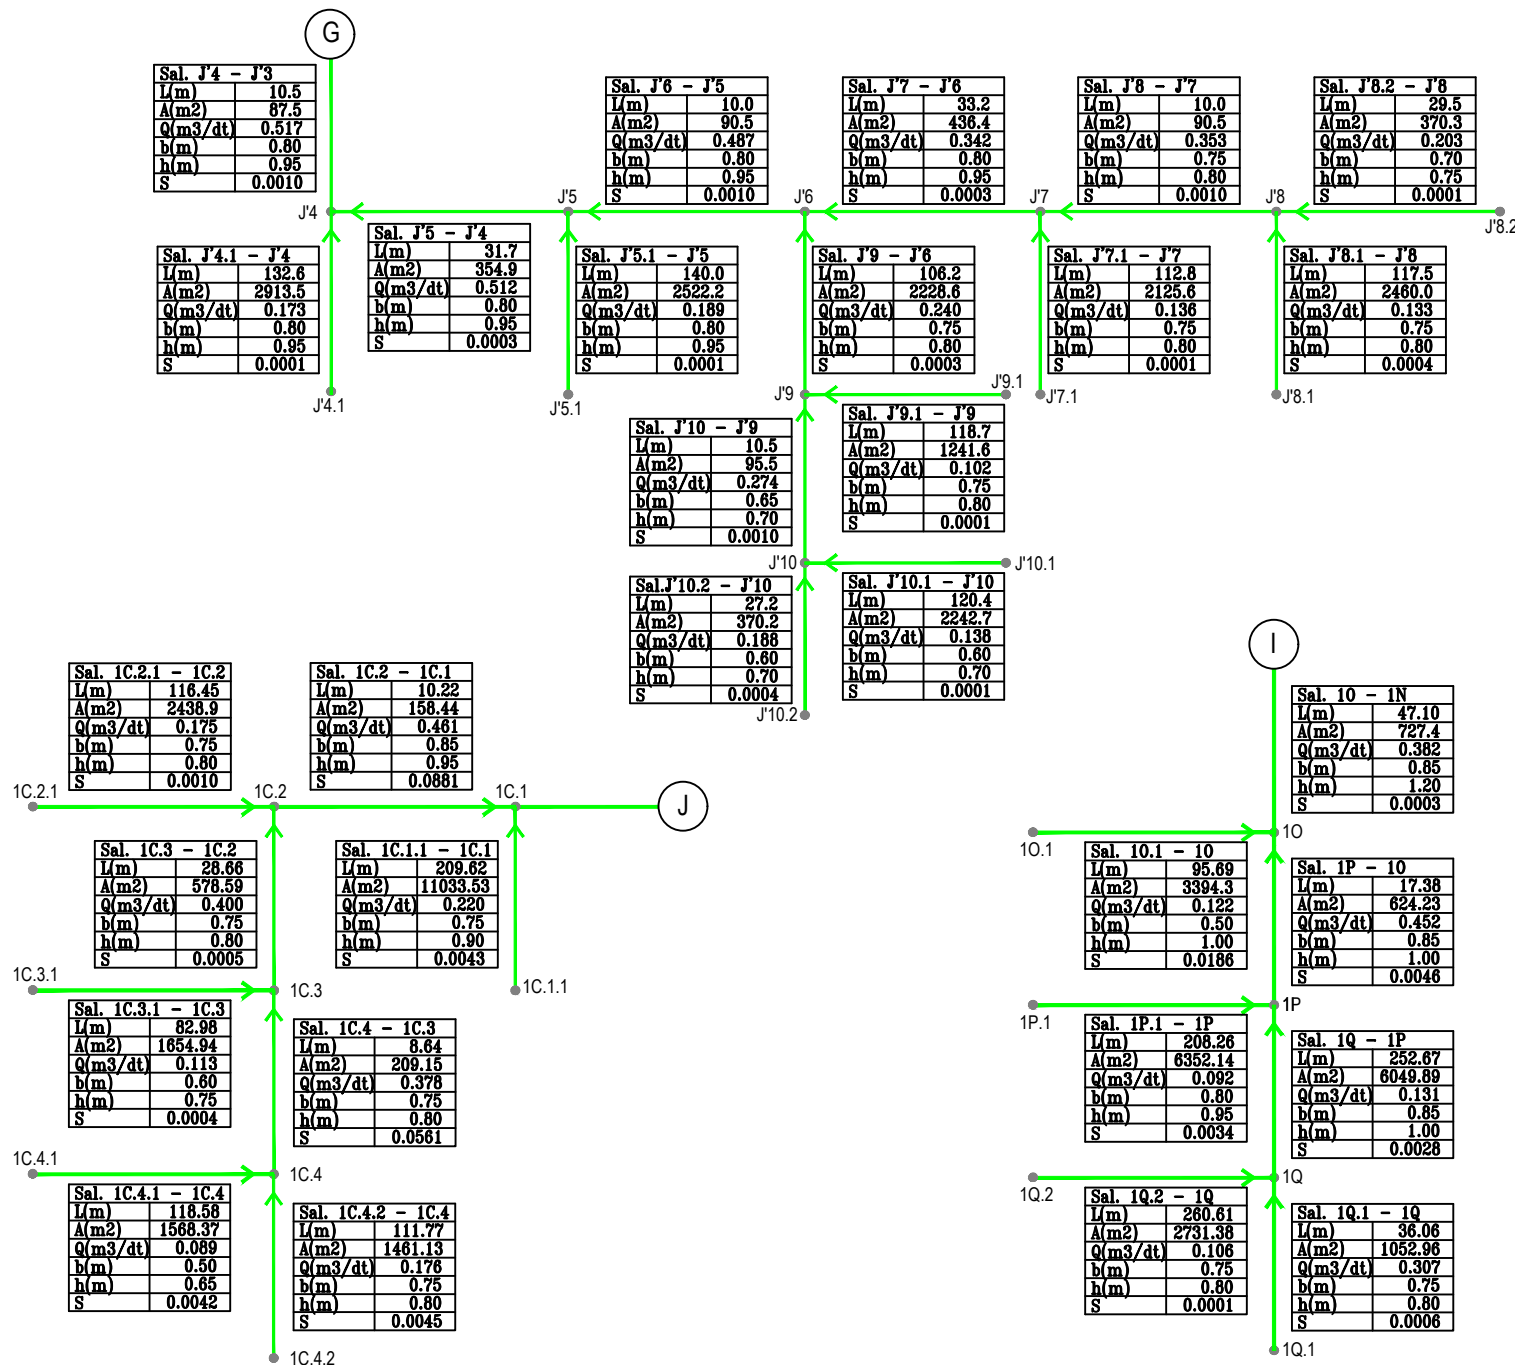 G
Sal. J'4 - J'3
L(m) 10.5
A(m2) 87.5
Q(m3/dt) 0.517
b(m) 0.80
h(m) 0.95
S 0.0010
Sal. J'6 - J'5
L(m) 10.0
A(m2) 90.5
Q(m3/dt) 0.487
b(m) 0.80
h(m) 0.95
S 0.0010
Sal. J'7 - J'6
L(m) 33.2
A(m2) 436.4
Q(m3/dt) 0.342
b(m) 0.80
h(m) 0.95
S 0.0003
Sal. J'8 - J'7
L(m) 10.0
A(m2) 90.5
Q(m3/dt) 0.353
b(m) 0.75
h(m) 0.80
S 0.0010
Sal. J'8.2 - J'8
L(m) 29.5
A(m2) 370.3
Q(m3/dt) 0.203
b(m) 0.70
h(m) 0.75
S 0.0001
J'4
J'5
J'6
J'7
J'8
J'8.2
Sal. J'4.1 - J'4
L(m) 132.6
A(m2) 2913.5
Q(m3/dt) 0.173
b(m) 0.80
h(m) 0.95
S 0.0001
Sal. J'5 - J'4
L(m) 31.7
A(m2) 354.9
Q(m3/dt) 0.512
b(m) 0.80
h(m) 0.95
S 0.0003
Sal. J'5.1 - J'5
L(m) 140.0
A(m2) 2522.2
Q(m3/dt) 0.189
b(m) 0.80
h(m) 0.95
S 0.0001
Sal. J'9 - J'6
L(m) 106.2
A(m2) 2228.6
Q(m3/dt) 0.240
b(m) 0.75
h(m) 0.80
S 0.0003
Sal. J'7.1 - J'7
L(m) 112.8
A(m2) 2125.6
Q(m3/dt) 0.136
b(m) 0.75
h(m) 0.80
S 0.0001
Sal. J'8.1 - J'8
L(m) 117.5
A(m2) 2460.0
Q(m3/dt) 0.133
b(m) 0.75
h(m) 0.80
S 0.0004
J'4.1
J'5.1
J'9
J'9.1
J'7.1
J'8.1
Sal. J'10 - J'9
L(m) 10.5
A(m2) 95.5
Q(m3/dt) 0.274
b(m) 0.65
h(m) 0.70
S 0.0010
Sal. J'9.1 - J'9
L(m) 118.7
A(m2) 1241.6
Q(m3/dt) 0.102
b(m) 0.75
h(m) 0.80
S 0.0001
J'10
J'10.1
Sal.J'10.2 - J'10
L(m) 27.2
A(m2) 370.2
Q(m3/dt) 0.188
b(m) 0.60
h(m) 0.70
S 0.0004
Sal. J'10.1 - J'10
L(m) 120.4
A(m2) 2242.7
Q(m3/dt) 0.138
b(m) 0.60
h(m) 0.70
S 0.0001
J'10.2
Sal. 1C.2.1 - 1C.2
L(m) 116.45
A(m2) 2438.9
Q(m3/dt) 0.175
b(m) 0.75
h(m) 0.80
S 0.0010
Sal. 1C.2 - 1C.1
L(m) 10.22
A(m2) 158.44
Q(m3/dt) 0.461
b(m) 0.85
h(m) 0.95
S 0.0881
1C.2.1
1C.2
1C.1
J
Sal. 1C.3 - 1C.2
L(m) 28.66
A(m2) 578.59
Q(m3/dt) 0.400
b(m) 0.75
h(m) 0.80
S 0.0005
Sal. 1C.1.1 - 1C.1
L(m) 209.62
A(m2) 11033.53
Q(m3/dt) 0.220
b(m) 0.75
h(m) 0.90
S 0.0043
1C.3.1
1C.3
1C.1.1
Sal. 1C.3.1 - 1C.3
L(m) 82.98
A(m2) 1654.94
Q(m3/dt) 0.113
b(m) 0.60
h(m) 0.75
S 0.0004
Sal. 1C.4 - 1C.3
L(m) 8.64
A(m2) 209.15
Q(m3/dt) 0.378
b(m) 0.75
h(m) 0.80
S 0.0561
1C.4.1
1C.4
Sal. 1C.4.1 - 1C.4
L(m) 118.58
A(m2) 1568.37
Q(m3/dt) 0.089
b(m) 0.50
h(m) 0.65
S 0.0042
Sal. 1C.4.2 - 1C.4
L(m) 111.77
A(m2) 1461.13
Q(m3/dt) 0.176
b(m) 0.75
h(m) 0.80
S 0.0045
1C.4.2
I
Sal. 1O - 1N
L(m) 47.10
A(m2) 727.4
Q(m3/dt) 0.382
b(m) 0.85
h(m) 1.20
S 0.0003
1O.1
1O
Sal. 1O.1 - 1O
L(m) 95.69
A(m2) 3394.3
Q(m3/dt) 0.122
b(m) 0.50
h(m) 1.00
S 0.0186
Sal. 1P - 1O
L(m) 17.38
A(m2) 624.23
Q(m3/dt) 0.452
b(m) 0.85
h(m) 1.00
S 0.0046
1P.1
1P
Sal. 1P.1 - 1P
L(m) 208.26
A(m2) 6352.14
Q(m3/dt) 0.092
b(m) 0.80
h(m) 0.95
S 0.0034
Sal. 1Q - 1P
L(m) 252.67
A(m2) 6049.89
Q(m3/dt) 0.131
b(m) 0.85
h(m) 1.00
S 0.0028
1Q.2
1Q
Sal. 1Q.2 - 1Q
L(m) 260.61
A(m2) 2731.38
Q(m3/dt) 0.106
b(m) 0.75
h(m) 0.80
S 0.0001
Sal. 1Q.1 - 1Q
L(m) 36.06
A(m2) 1052.96
Q(m3/dt) 0.307
b(m) 0.75
h(m) 0.80
S 0.0006
1Q.1